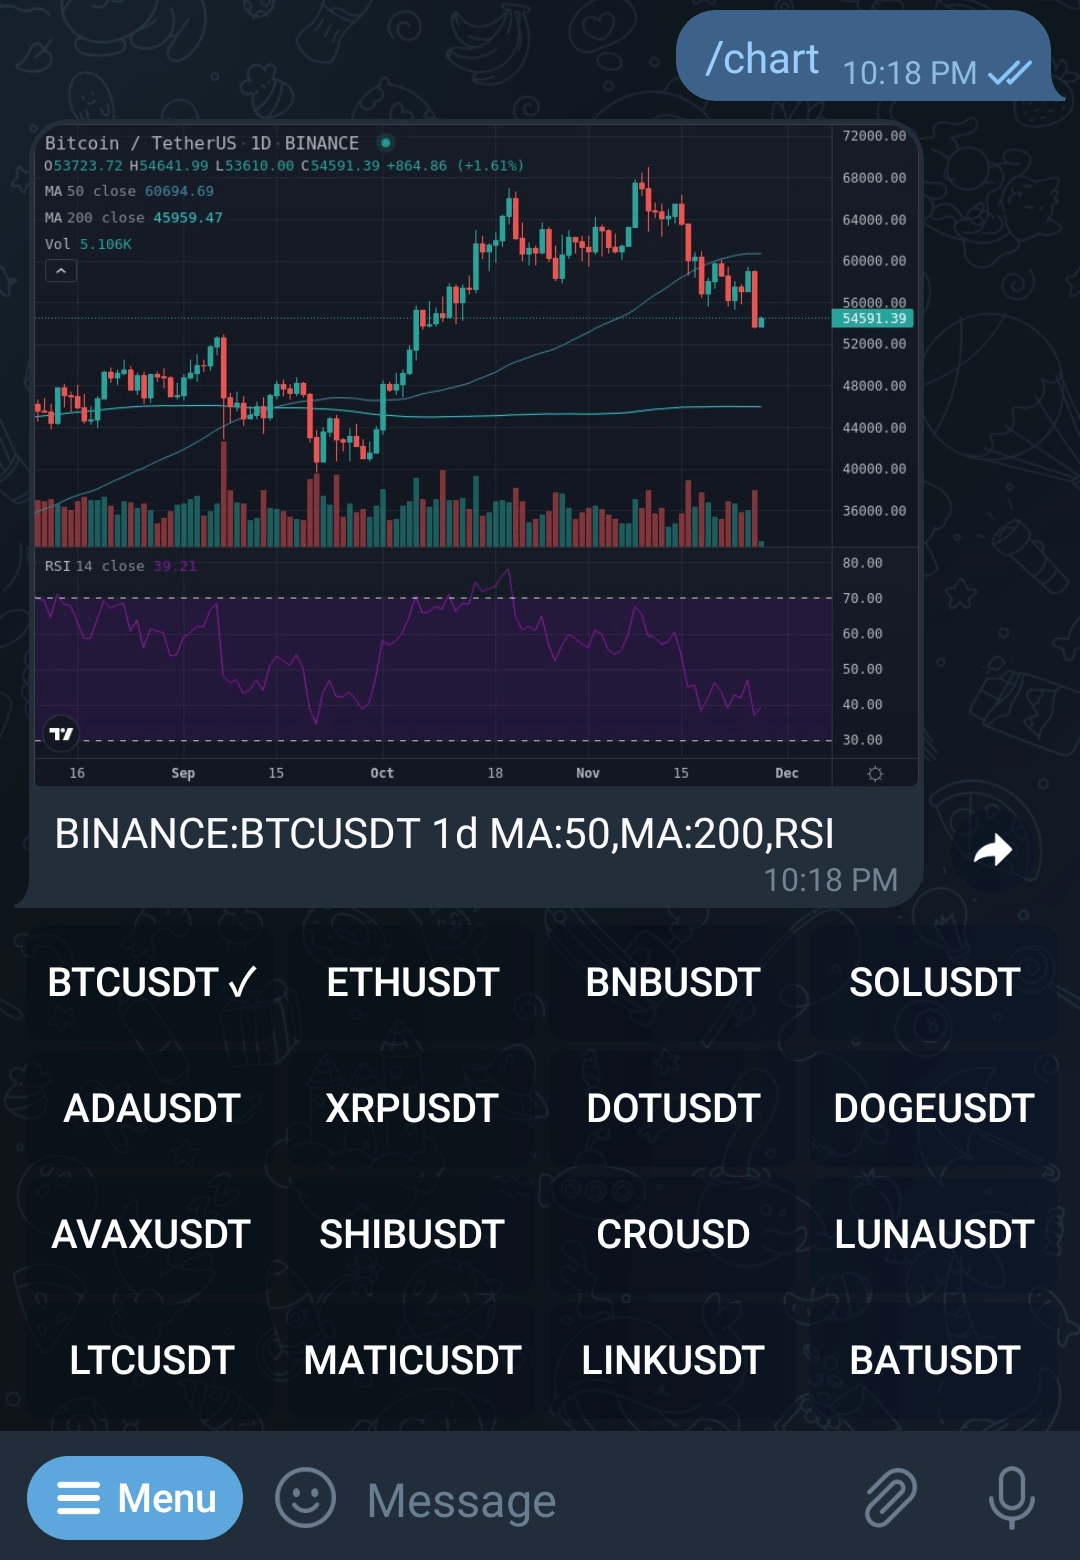 /chart 10:18 PM
Bitcoin / TetherUS · 1D · BINANCE
O53723.72 H54641.99 L53610.00 C54591.39 +864.86 (+1.61%)
MA 50 close 60694.69
MA 200 close 45959.47
Vol 5.106K
72000.00
68000.00
64000.00
60000.00
56000.00
54591.39
52000.00
48000.00
44000.00
40000.00
36000.00
RSI 14 close 39.21
80.00
70.00
60.00
50.00
40.00
30.00
16 Sep 15 Oct 18 Nov 15 Dec
BINANCE:BTCUSDT 1d MA:50,MA:200,RSI
10:18 PM
BTCUSDT ✓ ETHUSDT BNBUSDT SOLUSDT
ADAUSDT XRPUSDT DOTUSDT DOGEUSDT
AVAXUSDT SHIBUSDT CROUSD LUNAUSDT
LTCUSDT MATICUSDT LINKUSDT BATUSDT
Menu Message